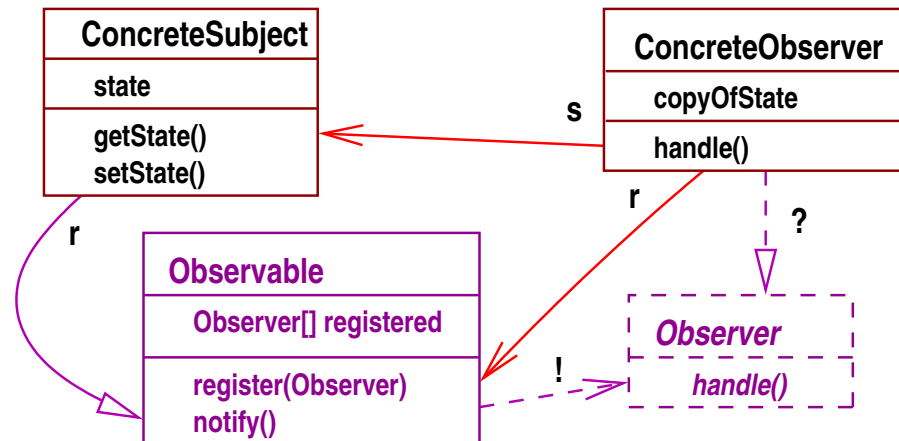 ConcreteSubject
state
getState()
setState()
ConcreteObserver
copyOfState
handle()
s
r
r
?
Observable
Observer[] registered
register(Observer)
notify()
!
Observer
handle()